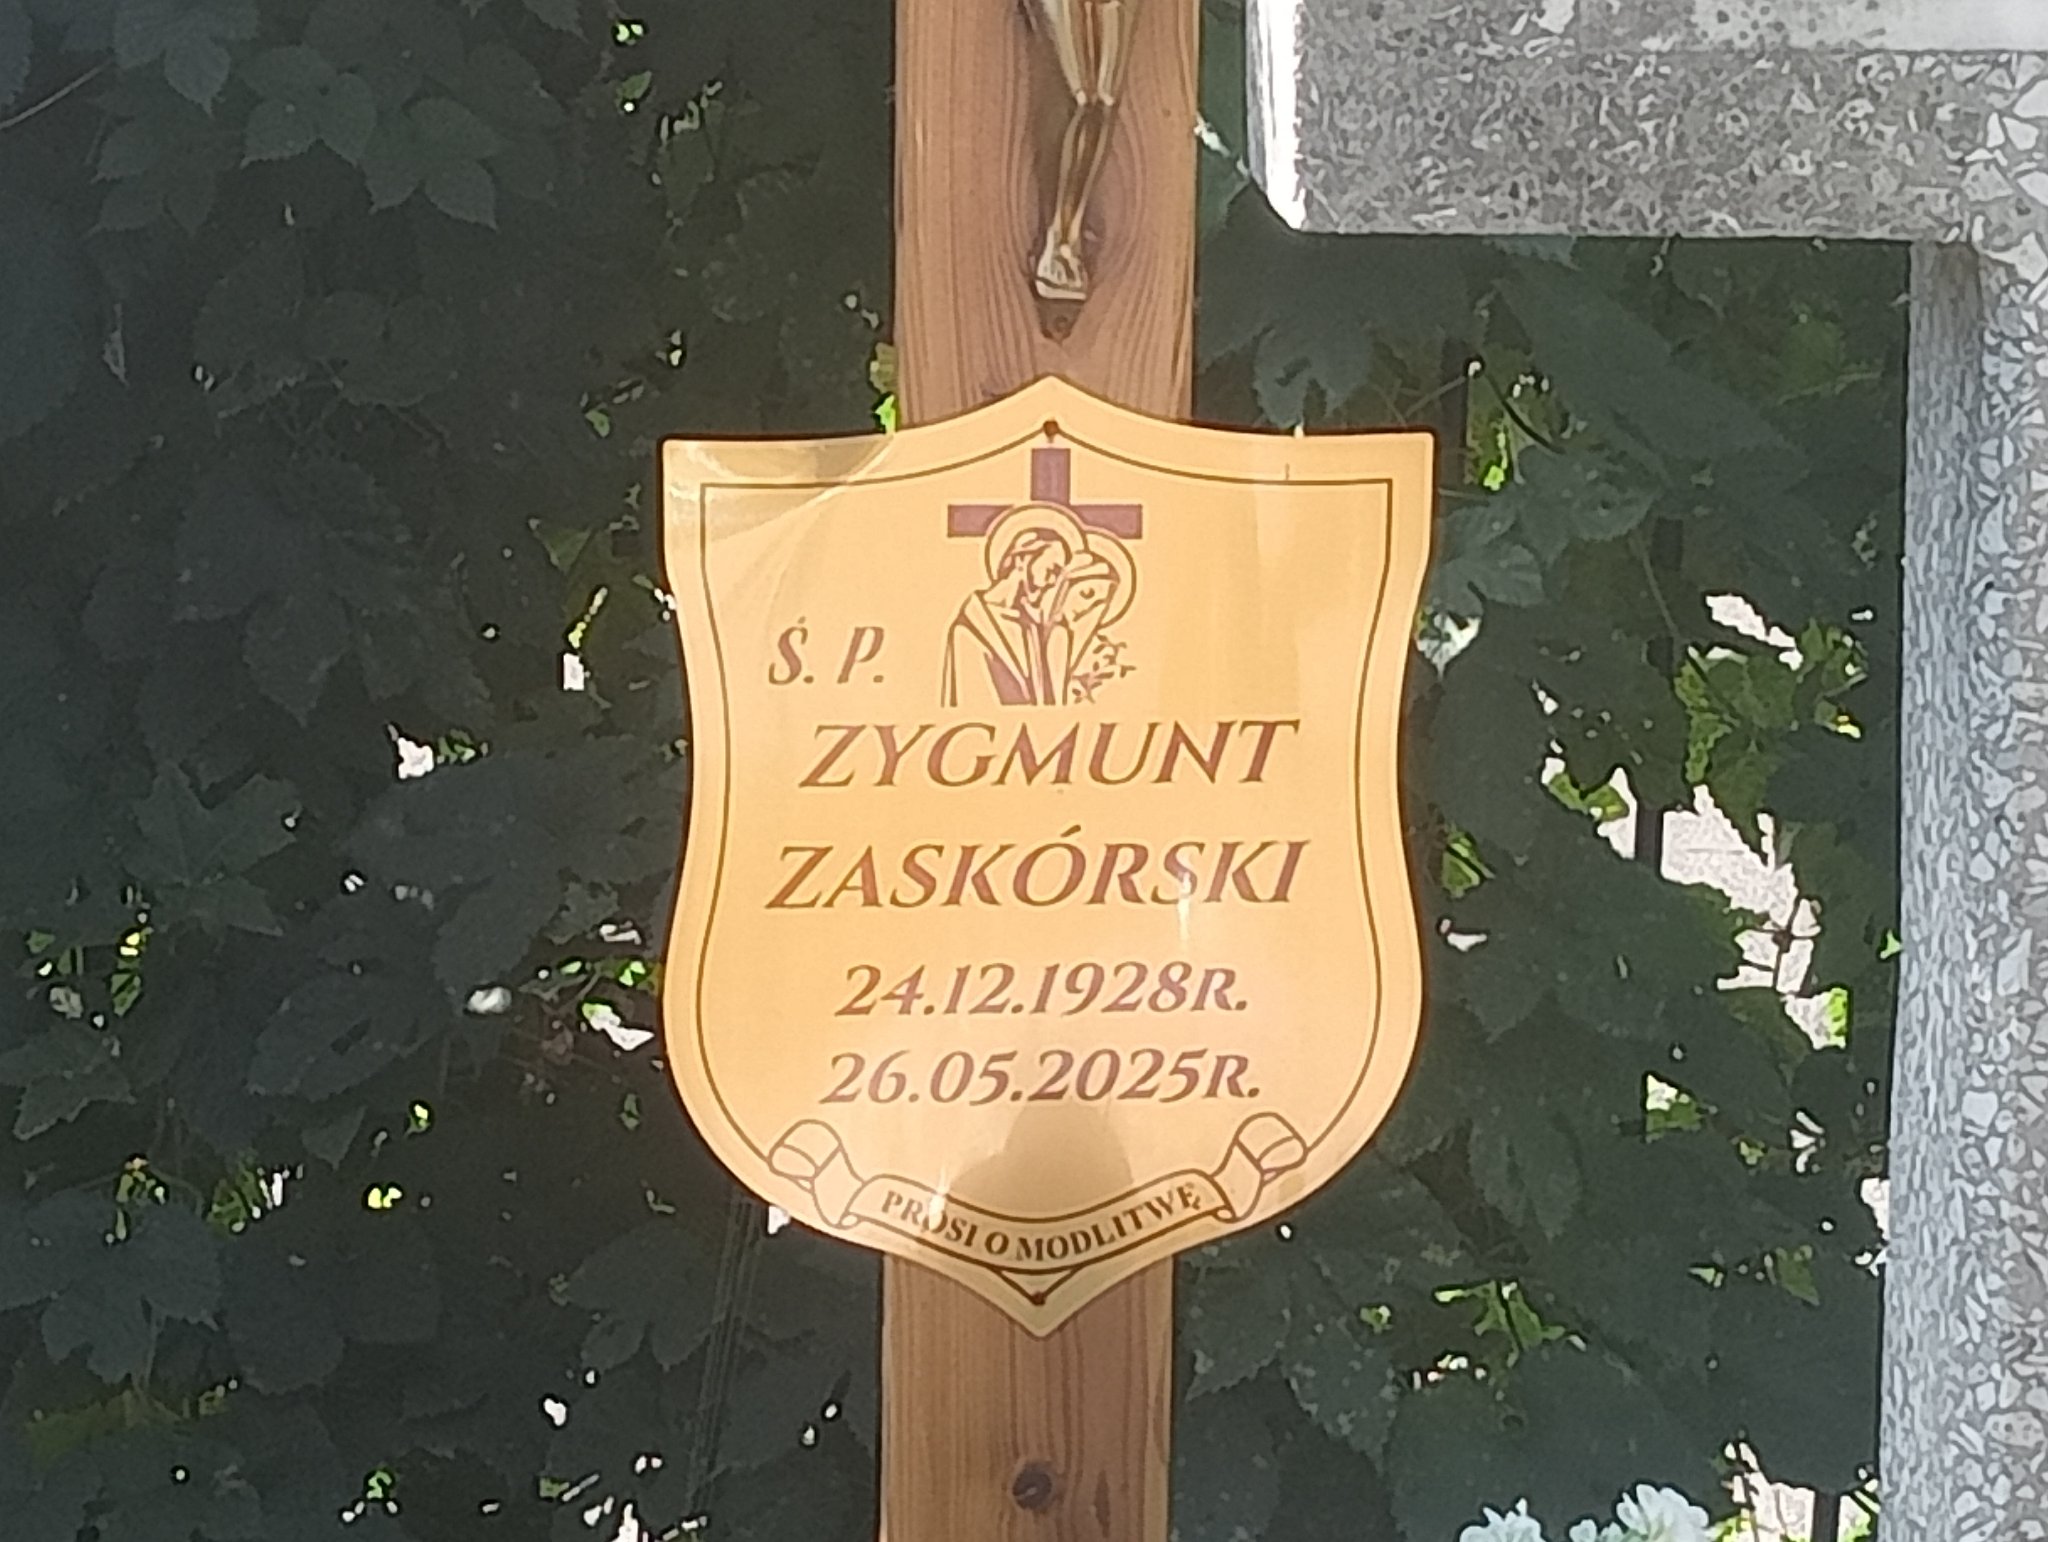 Ś. P.
ZYGMUNT
ZASKÓRSKI
24.12.1928R.
26.05.2025R.
PROSI O MODLITWĘ